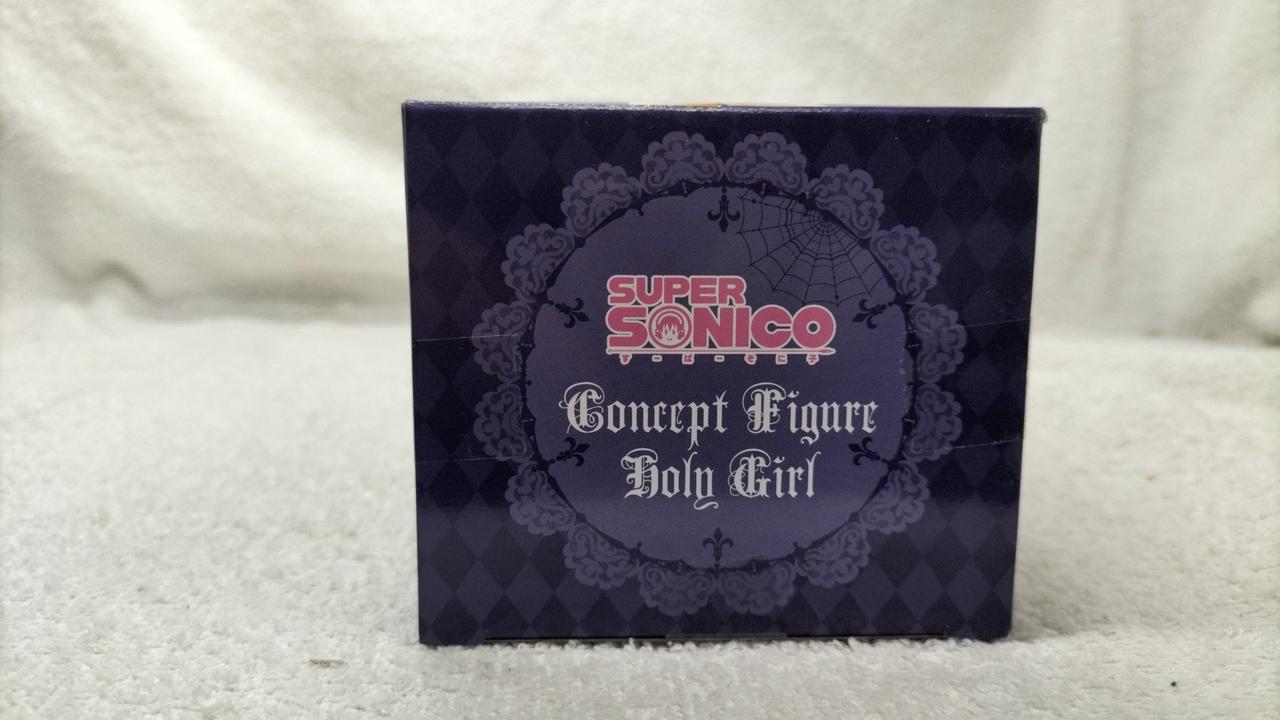 SUPER
SONICO
すーぱーそに子
Concept Figure
Holy Girl